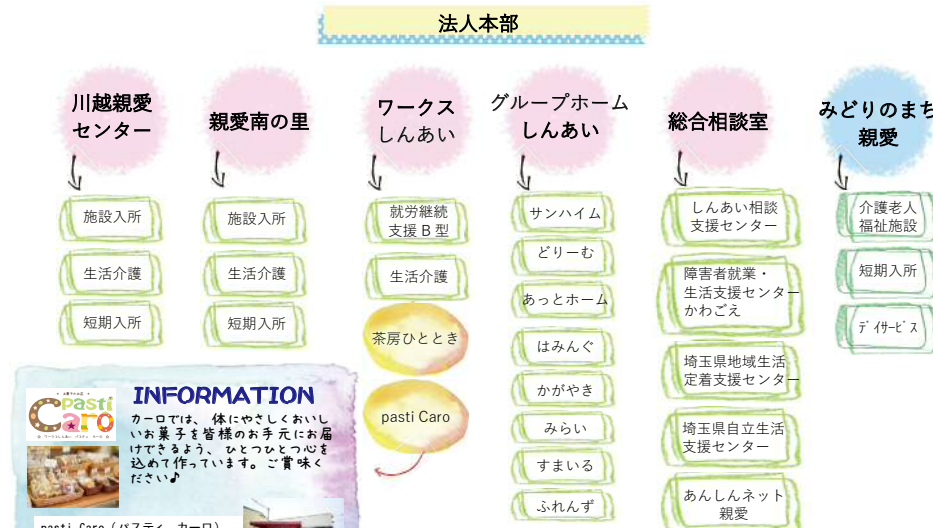 法人本部
川越親愛
センター
施設入所
生活介護
短期入所
親愛南の里
施設入所
生活介護
短期入所
ワークス
しんあい
就労継続
支援B型
生活介護
茶房ひととき
pasti Caro
グループホーム
しんあい
サンハイム
どりーむ
あっとホーム
はみんぐ
かがやき
みらい
すまいる
ふれんず
総合相談室
しんあい相談
支援センター
障害者就業・
生活支援センター
かわごえ
埼玉県地域生活
定着支援センター
埼玉県自立生活
支援センター
あんしんネット
親愛
みどりのまち
親愛
介護老人
福祉施設
短期入所
デイサービス
pasti
Caro
INFORMATION
カーロでは、体にやさしくおいし
いお菓子を皆様のお手元にお届
けできるよう、ひとつひとつ心を
込めて作っています。ご賞味く
ださい♪
pasti Caro（パスティ カーロ）